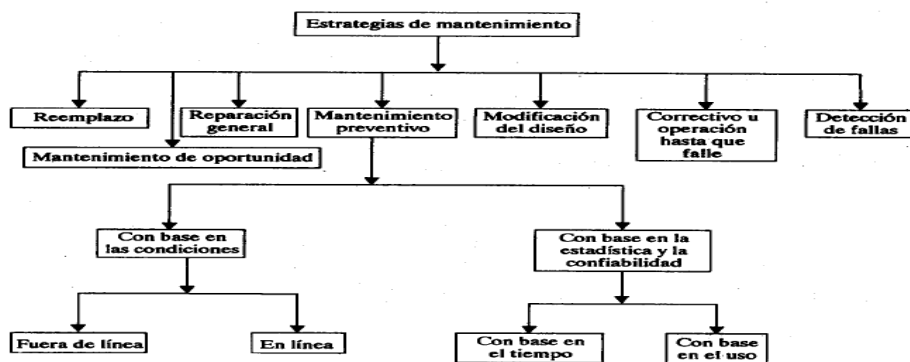 Estrategias de mantenimiento
Reemplazo
Mantenimiento de oportunidad
Reparación
general
Mantenimiento
preventivo
Modificación
del diseño
Correctivo u
operación
hasta que
falle
Detección
de fallas
Con base en
las condiciones
Con base en la
estadística y la
confiabilidad
Fuera de línea
En línea
Con base en
el tiempo
Con base
en el uso